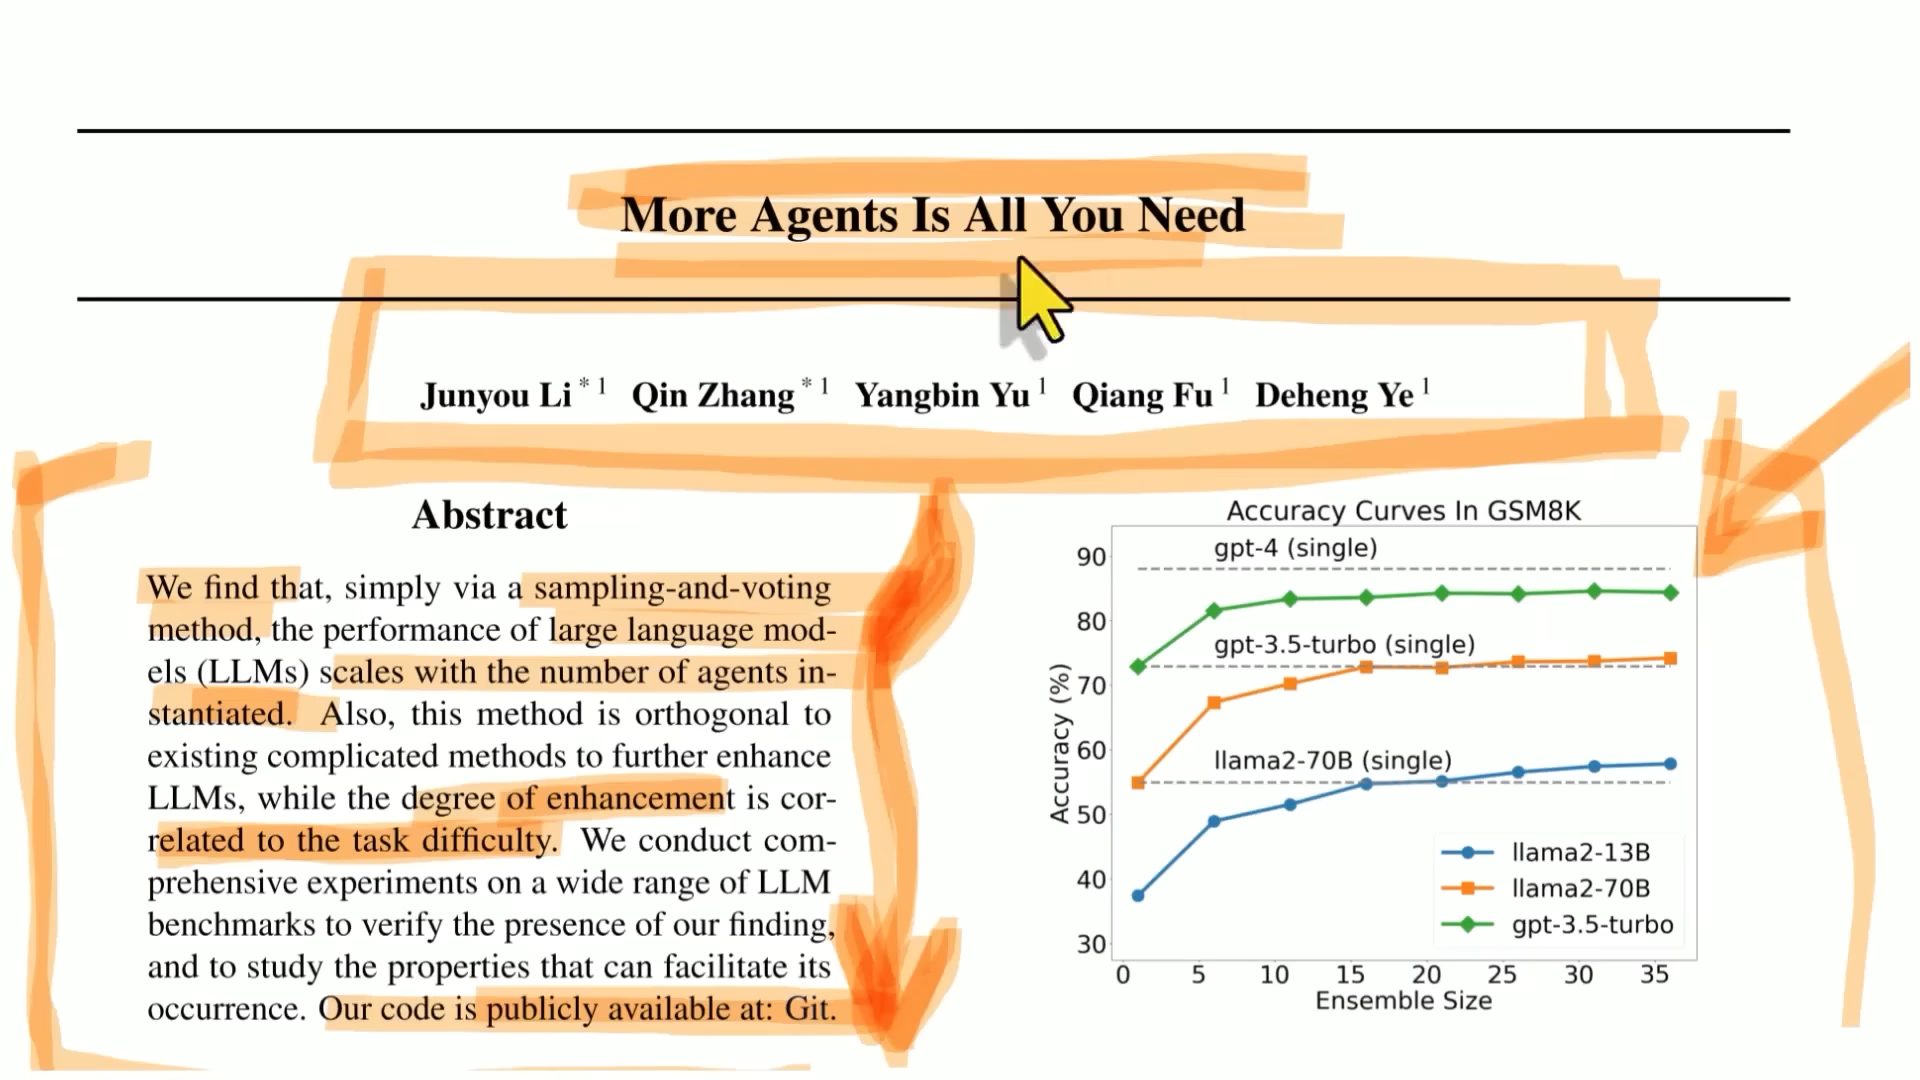 More Agents Is All You Need
Junyou Li * 1 Qin Zhang * 1 Yangbin Yu 1 Qiang Fu 1 Deheng Ye 1
Abstract
We find that, simply via a sampling-and-voting
method, the performance of large language mod-
els (LLMs) scales with the number of agents in-
stantiated. Also, this method is orthogonal to
existing complicated methods to further enhance
LLMs, while the degree of enhancement is cor-
related to the task difficulty. We conduct com-
prehensive experiments on a wide range of LLM
benchmarks to verify the presence of our finding,
and to study the properties that can facilitate its
occurrence. Our code is publicly available at: Git.
Accuracy Curves In GSM8K
gpt-4 (single)
gpt-3.5-turbo (single)
llama2-70B (single)
Accuracy (%)
90
80
70
60
50
40
30
llama2-13B
llama2-70B
gpt-3.5-turbo
0 5 10 15 20 25 30 35
Ensemble Size